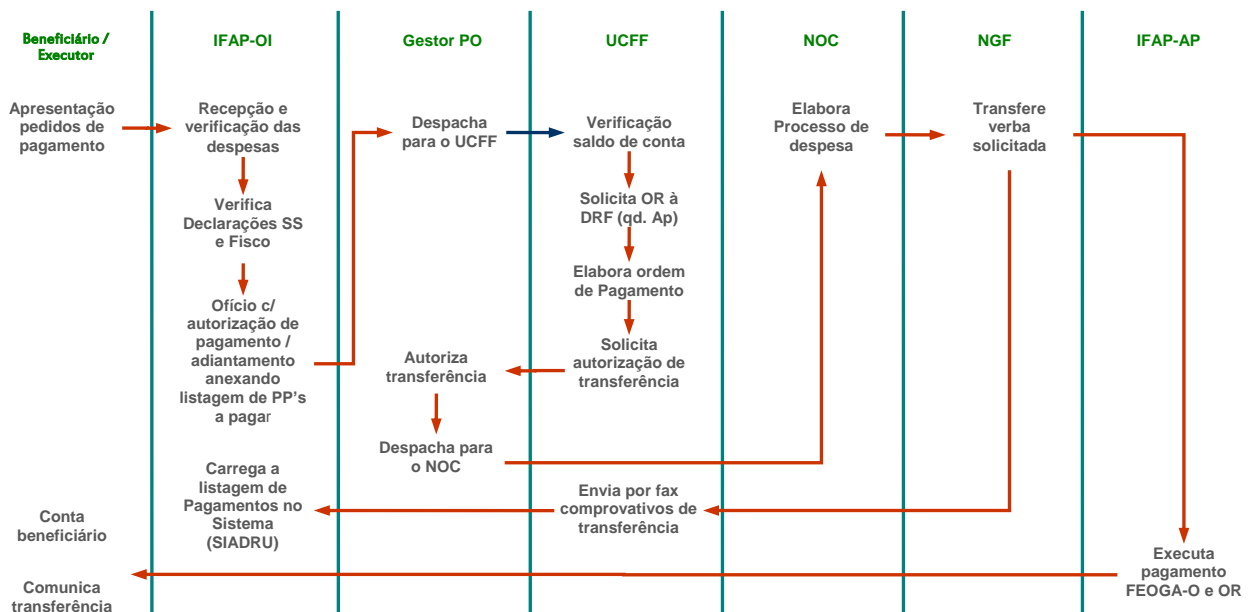 Beneficiário /
Executor
IFAP-OI
Gestor PO
UCFF
NOC
NGF
IFAP-AP
Apresentação
pedidos de
pagamento
Recepção e
verificação das
despesas
Despacha
para o UCFF
Verificação
saldo de conta
Elabora
Processo de
despesa
Transfere
verba
solicitada
Verifica
Declarações SS
e Fisco
Solicita OR à
DRF (qd. Ap)
Elabora ordem
de Pagamento
Ofício c/
autorização de
pagamento /
adiantamento
anexando
listagem de PP's
a pagar
Autoriza
transferência
Solicita
autorização de
transferência
Despacha para
o NOC
Carrega a
listagem de
Pagamentos no
Sistema
(SIADRU)
Envia por fax
comprovativos de
transferência
Conta
beneficiário
Executa
pagamento
FEOGA-O e OR
Comunica
transferência